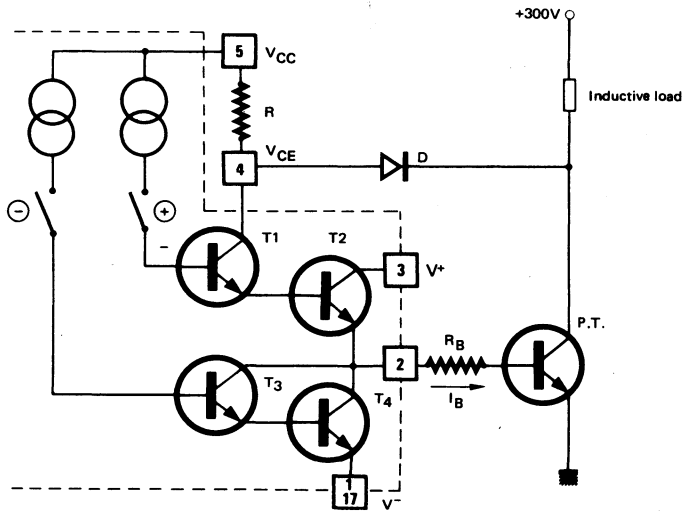 +300V
5 VCC
Inductive load
R
VCE
4
D
−
+
−
T1 T2
3 V+
P.T.
2
RB
IB
T3
T4
1
17
V−